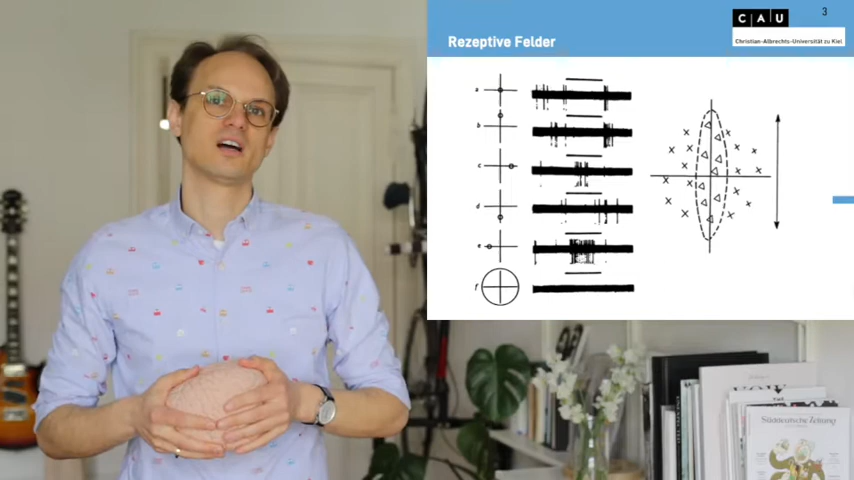 3
CAU
Rezeptive Felder
Christian-Albrechts-Universität zu Kiel
a
b
c
d
e
f
Süddeutsche Zeitung